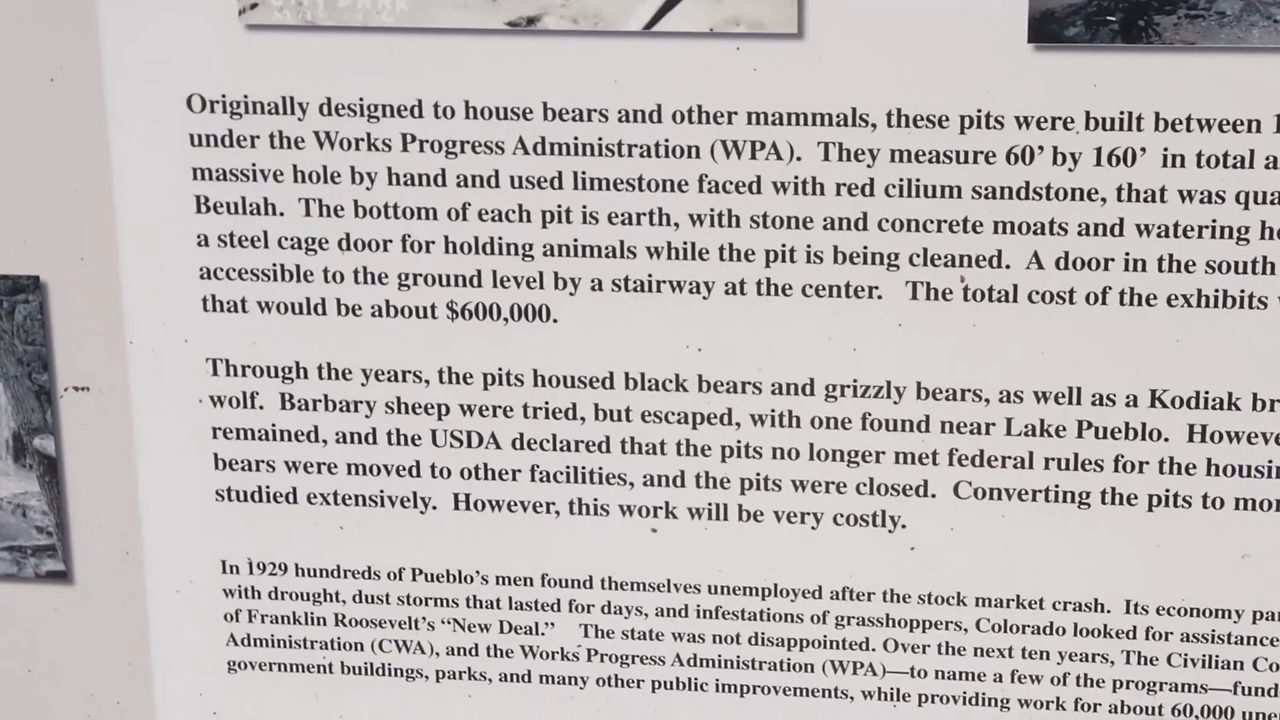 Originally designed to house bears and other mammals, these pits were built between
under the Works Progress Administration (WPA). They measure 60' by 160' in total
massive hole by hand and used limestone faced with red cilium sandstone, that was
Beulah. The bottom of each pit is earth, with stone and concrete moats and watering
a steel cage door for holding animals while the pit is being cleaned. A door in the south
accessible to the ground level by a stairway at the center. The total cost of the exhibits
that would be about $600,000.
Through the years, the pits housed black bears and grizzly bears, as well as a Kodiak
wolf. Barbary sheep were tried, but escaped, with one found near Lake Pueblo.
remained, and the USDA declared that the pits no longer met federal rules for the
bears were moved to other facilities, and the pits were closed. Converting the pits to
studied extensively. However, this work will be very costly.
In 1929 hundreds of Pueblo's men found themselves unemployed after the stock market crash. Its economy
with drought, dust storms that lasted for days, and infestations of grasshoppers, Colorado looked for assistance
of Franklin Roosevelt's “New Deal.” The state was not disappointed. Over the next ten years, The Civilian
Administration (CWA), and the Works Progress Administration (WPA)—to name a few of the programs—
government buildings, parks, and many other public improvements, while providing work for about 60,000